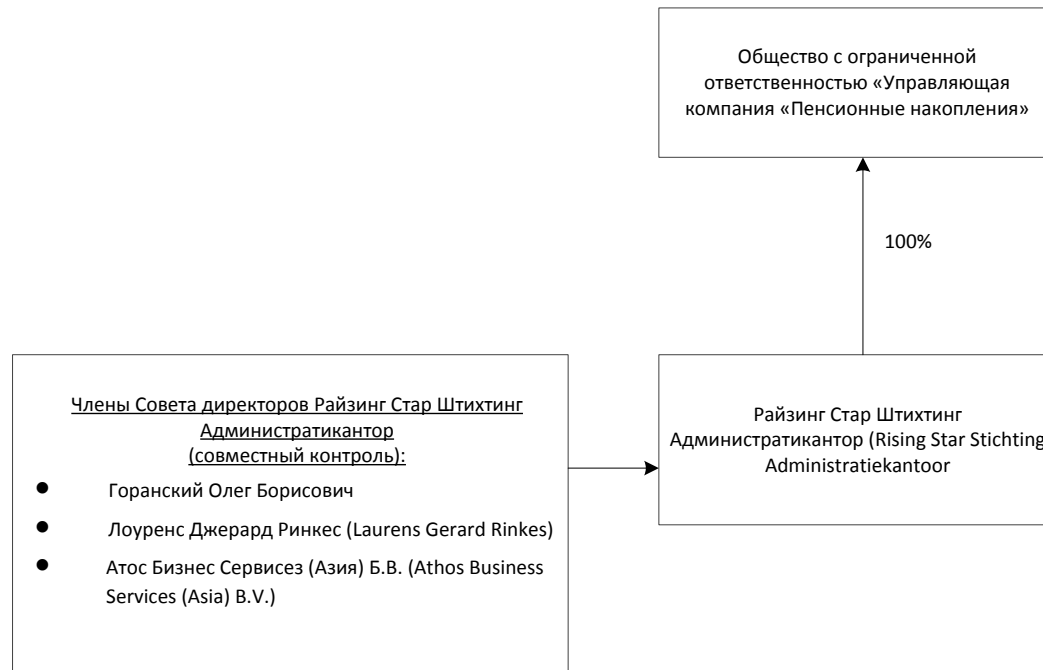 Общество с ограниченной
ответственностью «Управляющая
компания «Пенсионные накопления»
100%
Члены Совета директоров Райзинг Стар Штихтинг
Администратикантор
(совместный контроль):
● Горанский Олег Борисович
● Лоуренс Джерард Ринкес (Laurens Gerard Rinkes)
● Атос Бизнес Сервисез (Азия) Б.В. (Athos Business
Services (Asia) B.V.)
Райзинг Стар Штихтинг
Администратикантор (Rising Star Stichting
Administratiekantoor